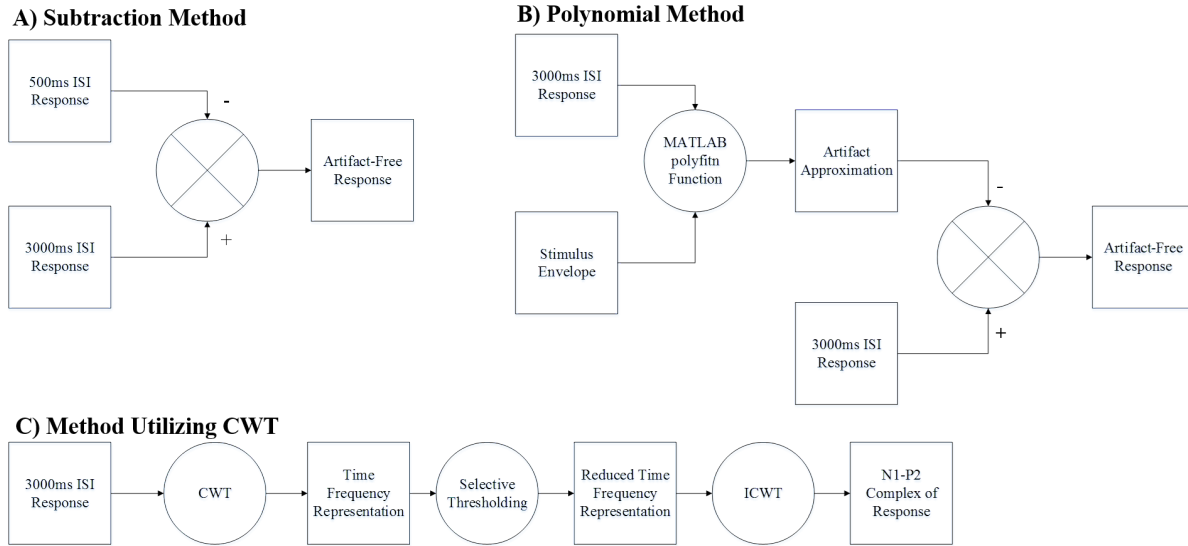 A) Subtraction Method
500ms ISI
Response
-
Artifact-Free
Response
3000ms ISI
Response
+
B) Polynomial Method
3000ms ISI
Response
MATLAB
polyfitn
Function
Artifact
Approximation
-
Stimulus
Envelope
Artifact-Free
Response
3000ms ISI
Response
+
C) Method Utilizing CWT
3000ms ISI
Response
CWT
Time
Frequency
Representation
Selective
Thresholding
Reduced Time
Frequency
Representation
ICWT
N1-P2
Complex of
Response